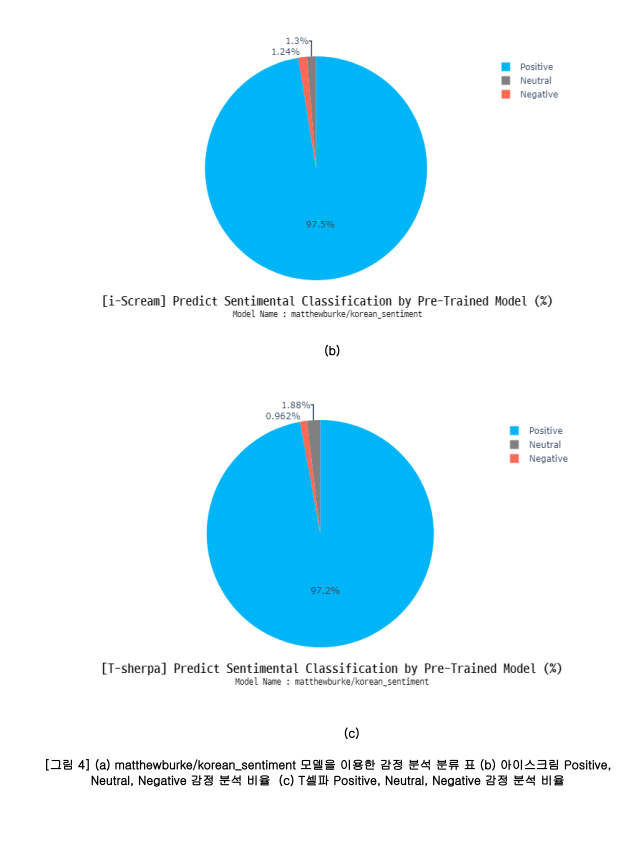 1.3%
1.24%
Positive
Neutral
Negative
97.5%
[i-Scream] Predict Sentimental Classification by Pre-Trained Model (%)
Model Name : matthewburke/korean_sentiment
(b)
1.88%
0.962%
Positive
Neutral
Negative
97.2%
[T-sherpa] Predict Sentimental Classification by Pre-Trained Model (%)
Model Name : matthewburke/korean_sentiment
(c)
[그림 4] (a) matthewburke/korean_sentiment 모델을 이용한 감정 분석 분류 표 (b) 아이스크림 Positive,
Neutral, Negative 감정 분석 비율 (c) T셀파 Positive, Neutral, Negative 감정 분석 비율